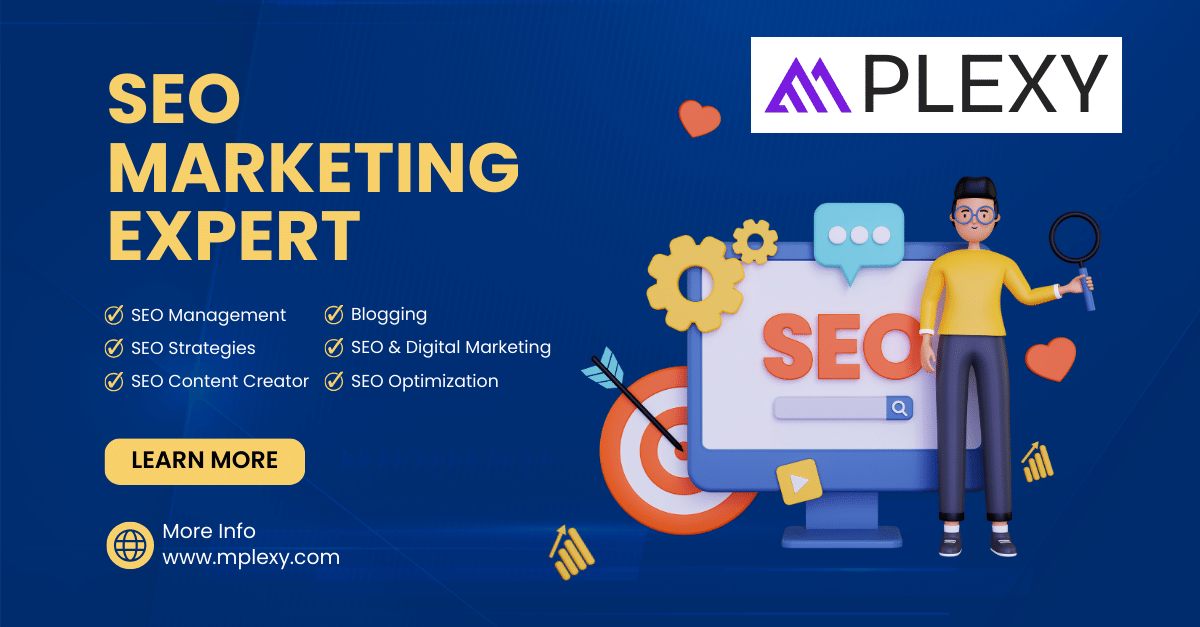 MPLEXY
SEO
MARKETING
EXPERT
SEO Management
SEO Strategies
SEO Content Creator
Blogging
SEO & Digital Marketing
SEO Optimization
SEO
LEARN MORE
More Info
www.mplexy.com